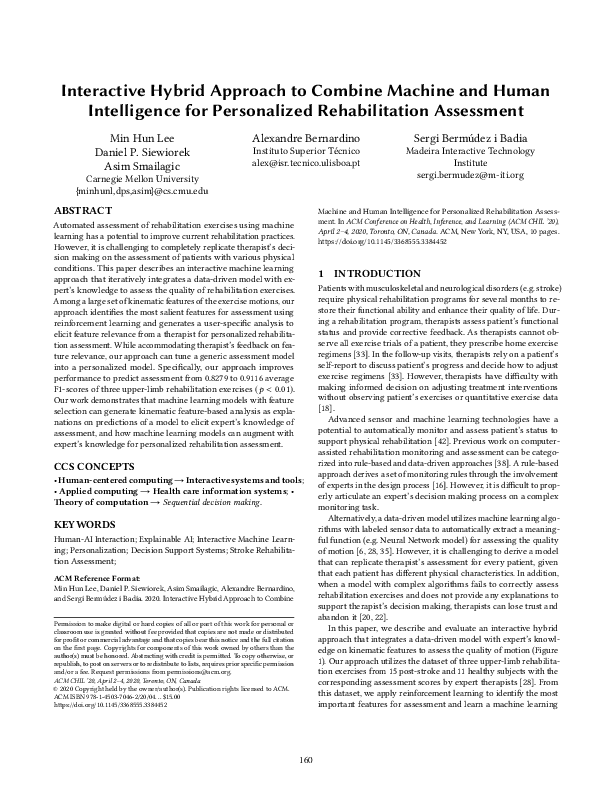 Interactive Hybrid Approach to Combine Machine and Human
Intelligence for Personalized Rehabilitation Assessment
Min Hun Lee
Daniel P. Siewiorek
Asim Smailagic
Carnegie Mellon University
{minhunl,dps,asim}@cs.cmu.edu
Alexandre Bernardino
Instituto Superior Técnico
alex@isr.tecnico.ulisboa.pt
Sergi Bermúdez i Badia
Madeira Interactive Technology
Institute
sergi.bermudez@m-iti.org
ABSTRACT
Automated assessment of rehabilitation exercises using machine
learning has a potential to improve current rehabilitation practices.
However, it is challenging to completely replicate therapist's deci-
sion making on the assessment of patients with various physical
conditions. This paper describes an interactive machine learning
approach that iteratively integrates a data-driven model with ex-
pert's knowledge to assess the quality of rehabilitation exercises.
Among a large set of kinematic features of the exercise motions, our
approach identifies the most salient features for assessment using
reinforcement learning and generates a user-specific analysis to
elicit feature relevance from a therapist for personalized rehabilita-
tion assessment. While accommodating therapist's feedback on fea-
ture relevance, our approach can tune a generic assessment model
into a personalized model. Specifically, our approach improves
performance to predict assessment from 0.8279 to 0.9116 average
F1-scores of three upper-limb rehabilitation exercises (p < 0.01).
Our work demonstrates that machine learning models with feature
selection can generate kinematic feature-based analysis as expla-
nations on predictions of a model to elicit expert's knowledge of
assessment, and how machine learning models can augment with
expert's knowledge for personalized rehabilitation assessment.
CCS CONCEPTS
• Human-centered computing → Interactive systems and tools;
• Applied computing → Health care information systems; •
Theory of computation → Sequential decision making.
KEYWORDS
Human-AI Interaction; Explainable AI; Interactive Machine Learn-
ing; Personalization; Decision Support Systems; Stroke Rehabilita-
tion Assessment;
ACM Reference Format:
Min Hun Lee, Daniel P. Siewiorek, Asim Smailagic, Alexandre Bernardino,
and Sergi Bermúdez i Badia. 2020. Interactive Hybrid Approach to Combine
Permission to make digital or hard copies of all or part of this work for personal or
classroom use is granted without fee provided that copies are not made or distributed
for profit or commercial advantage and that copies bear this notice and the full citation
on the first page. Copyrights for components of this work owned by others than the
author(s) must be honored. Abstracting with credit is permitted. To copy otherwise, or
republish, to post on servers or to redistribute to lists, requires prior specific permission
and/or a fee. Request permissions from permissions@acm.org.
ACM CHIL '20, April 2–4, 2020, Toronto, ON, Canada
© 2020 Copyright held by the owner/author(s). Publication rights licensed to ACM.
ACM ISBN 978-1-4503-7046-2/20/04...$15.00
https://doi.org/10.1145/3368555.3384452
Machine and Human Intelligence for Personalized Rehabilitation Assess-
ment. In ACM Conference on Health, Inference, and Learning (ACM CHIL '20),
April 2–4, 2020, Toronto, ON, Canada. ACM, New York, NY, USA, 10 pages.
https://doi.org/10.1145/3368555.3384452
1 INTRODUCTION
Patients with musculoskeletal and neurological disorders (e.g. stroke)
require physical rehabilitation programs for several months to re-
store their functional ability and enhance their quality of life. Dur-
ing a rehabilitation program, therapists assess patient's functional
status and provide corrective feedback. As therapists cannot ob-
serve all exercise trials of a patient, they prescribe home exercise
regimens [33]. In the follow-up visits, therapists rely on a patient's
self-report to discuss patient's progress and decide how to adjust
exercise regimens [33]. However, therapists have difficulty with
making informed decision on adjusting treatment interventions
without observing patient's exercises or quantitative exercise data
[18].
Advanced sensor and machine learning technologies have a
potential to automatically monitor and assess patient's status to
support physical rehabilitation [42]. Previous work on computer-
assisted rehabilitation monitoring and assessment can be catego-
rized into rule-based and data-driven approaches [38]. A rule-based
approach derives a set of monitoring rules through the involvement
of experts in the design process [16]. However, it is difficult to prop-
erly articulate an expert's decision making process on a complex
monitoring task.
Alternatively, a data-driven model utilizes machine learning algo-
rithms with labeled sensor data to automatically extract a meaning-
ful function (e.g. Neural Network model) for assessing the quality
of motion [6, 28, 35]. However, it is challenging to derive a model
that can replicate therapist's assessment for every patient, given
that each patient has different physical characteristics. In addition,
when a model with complex algorithms fails to correctly assess
rehabilitation exercises and does not provide any explanations to
support therapist's decision making, therapists can lose trust and
abandon it [20, 22].
In this paper, we describe and evaluate an interactive hybrid
approach that integrates a data-driven model with expert's knowl-
edge on kinematic features to assess the quality of motion (Figure
1). Our approach utilizes the dataset of three upper-limb rehabilita-
tion exercises from 15 post-stroke and 11 healthy subjects with the
corresponding assessment scores by expert therapists [28]. From
this dataset, we apply reinforcement learning to identify the most
important features for assessment and learn a machine learning
160